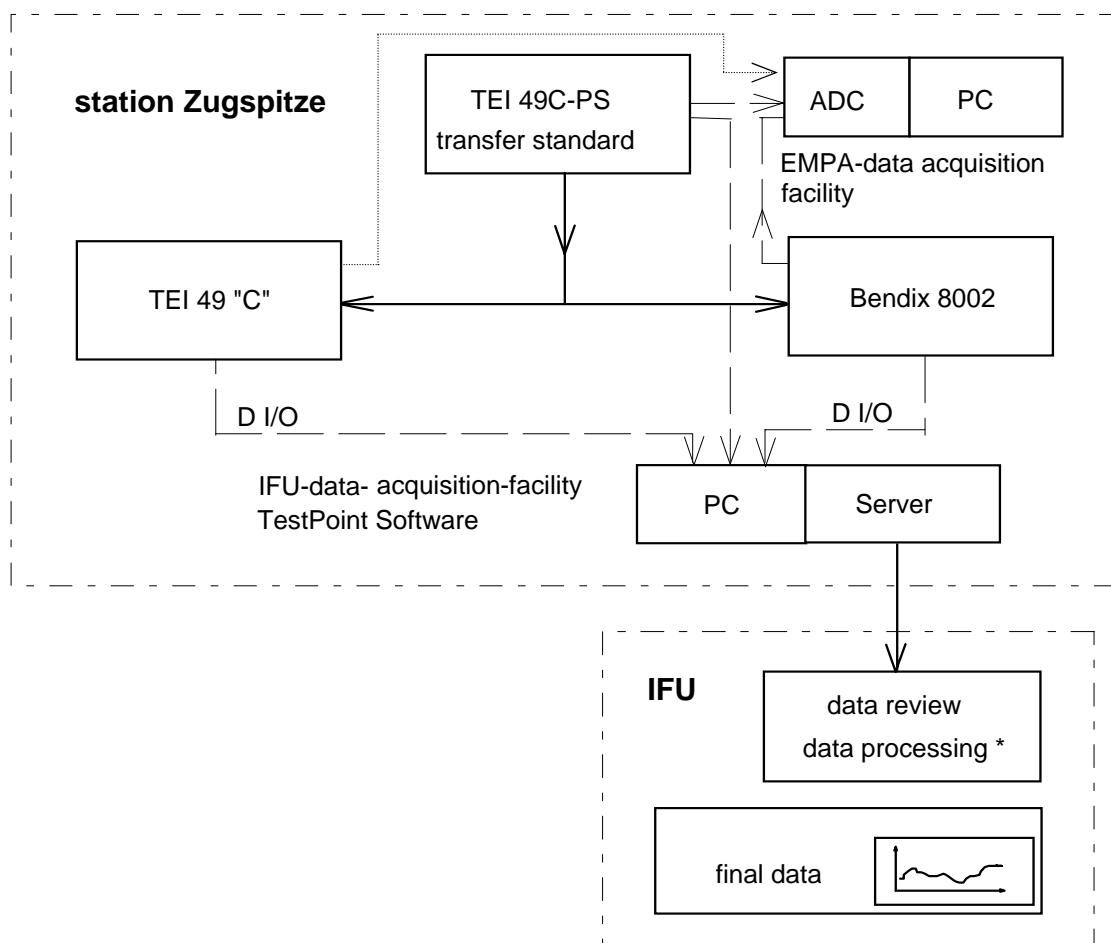 station Zugspitze
TEI 49C-PS
transfer standard
ADC
PC
EMPA-data acquisition
facility
TEI 49 "C"
Bendix 8002
D I/O
D I/O
IFU-data- acquisition-facility
TestPoint Software
PC
Server
IFU
data review
data processing *
final data